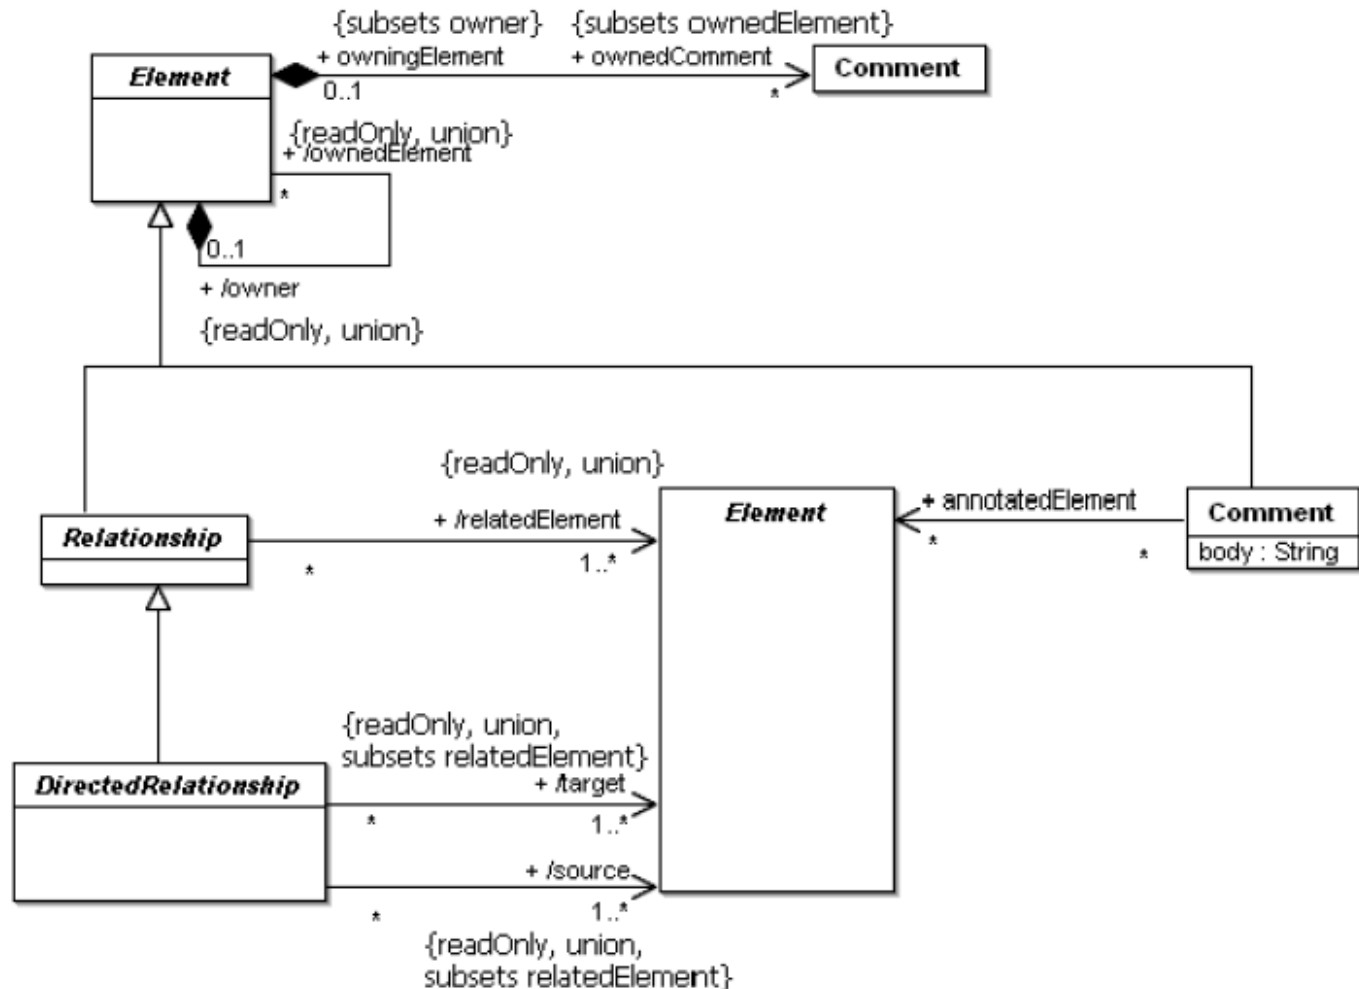 {subsets owner} {subsets ownedElement}
+ owningElement + ownedComment
Element
Comment
0..1 *
{readOnly, union}
+ /ownedElement
*
0..1
+ /owner
{readOnly, union}
{readOnly, union}
Relationship
+ /relatedElement
* 1..*
Element
+ annotatedElement
* *
Comment
body : String
{readOnly, union,
subsets relatedElement}
DirectedRelationship
+ /target
* 1..*
+ /source
* 1..*
{readOnly, union,
subsets relatedElement}